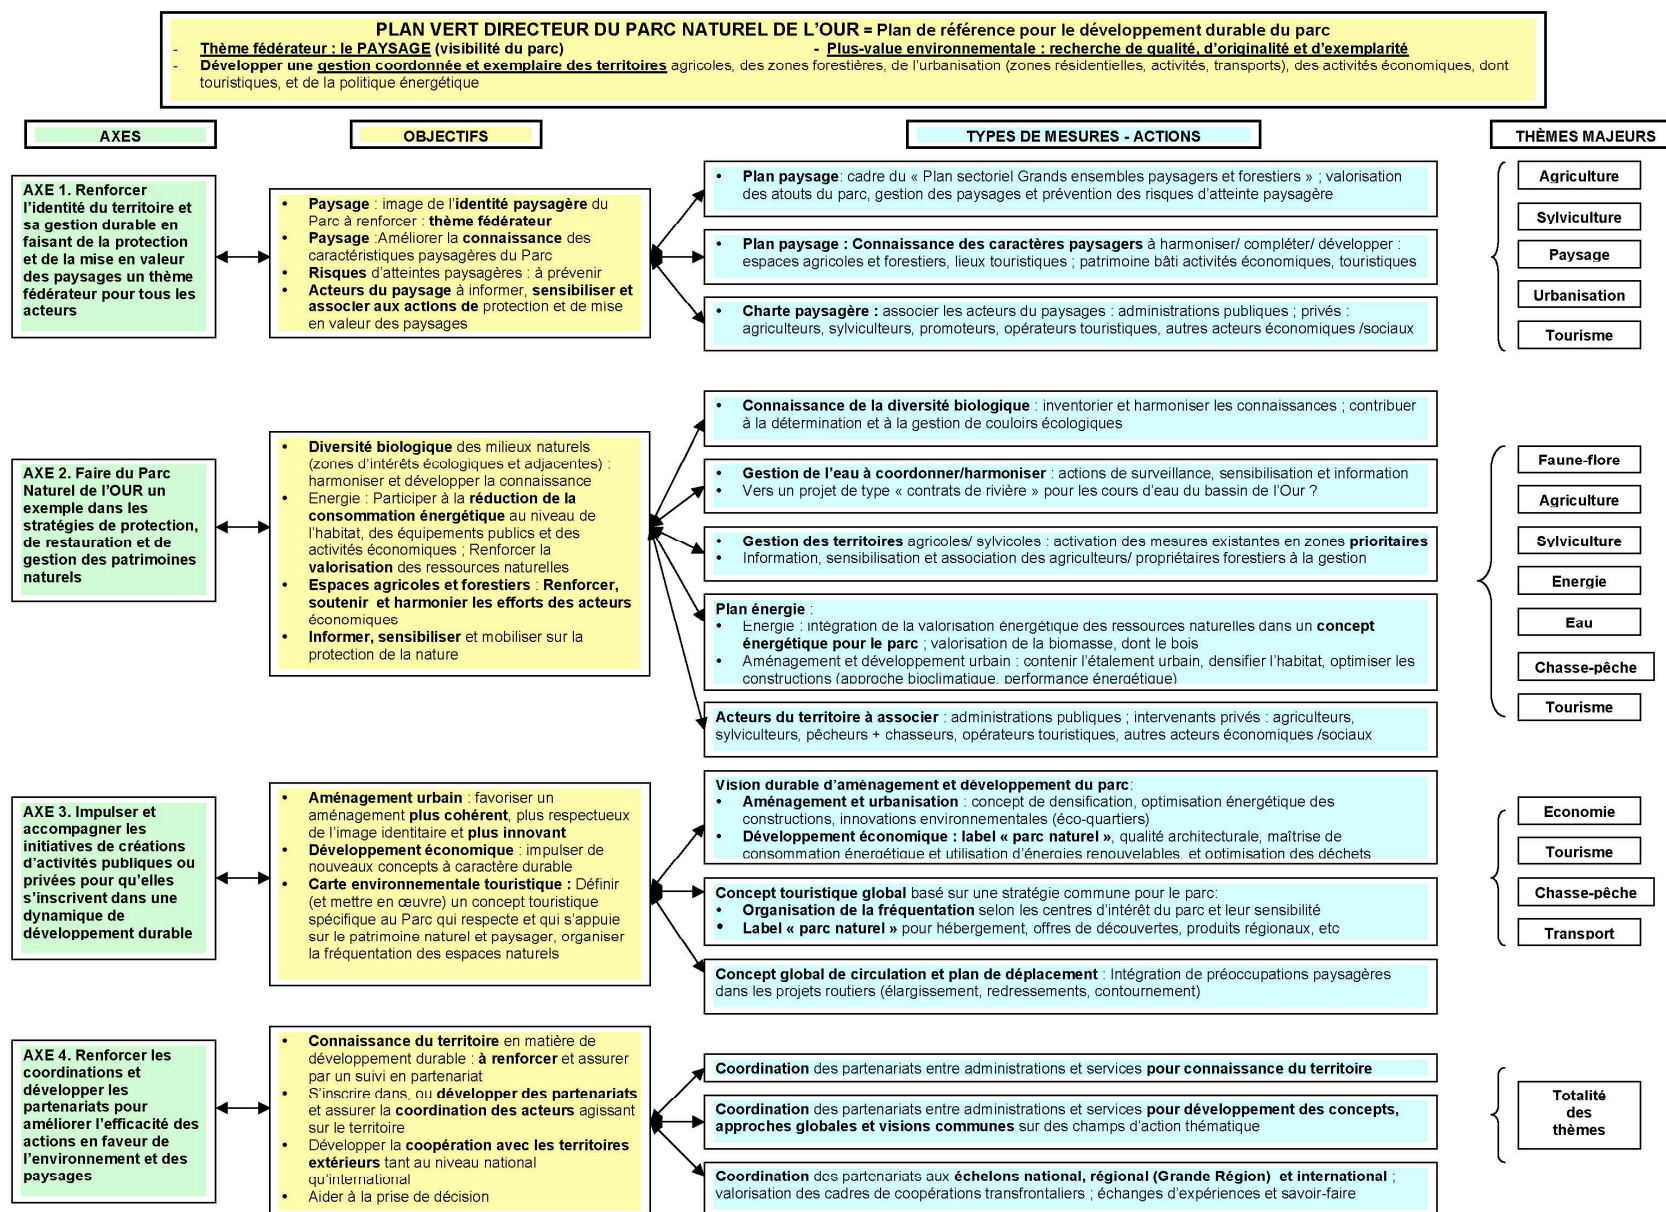 PLAN VERT DIRECTEUR DU PARC NATUREL DE L'OUR = Plan de référence pour le développement durable du parc
- Thème fédérateur : le PAYSAGE (visibilité du parc) - Plus-value environnementale : recherche de qualité, d'originalité et d'exemplarité
- Développer une gestion coordonnée et exemplaire des territoires agricoles, des zones forestières, de l'urbanisation (zones résidentielles, activités, transports), des activités économiques, dont
touristiques, et de la politique énergétique
AXES
OBJECTIFS
TYPES DE MESURES - ACTIONS
THÈMES MAJEURS
AXE 1. Renforcer
l'identité du territoire et
sa gestion durable en
faisant de la protection
et de la mise en valeur
des paysages un thème
fédérateur pour tous les
acteurs
• Paysage : image de l'identité paysagère du
Parc à renforcer : thème fédérateur
• Paysage :Améliorer la connaissance des
caractéristiques paysagères du Parc
• Risques d'atteintes paysagères : à prévenir
• Acteurs du paysage à informer, sensibiliser et
associer aux actions de protection et de mise
en valeur des paysages
• Plan paysage: cadre du « Plan sectoriel Grands ensembles paysagers et forestiers » ; valorisation
des atouts du parc, gestion des paysages et prévention des risques d'atteinte paysagère
• Plan paysage : Connaissance des caractères paysagers à harmoniser/ compléter/ développer :
espaces agricoles et forestiers, lieux touristiques ; patrimoine bâti activités économiques, touristiques
• Charte paysagère : associer les acteurs du paysages : administrations publiques ; privés :
agriculteurs, sylviculteurs, promoteurs, opérateurs touristiques, autres acteurs économiques /sociaux
Agriculture
Sylviculture
Paysage
Urbanisation
Tourisme
AXE 2. Faire du Parc
Naturel de l'OUR un
exemple dans les
stratégies de protection,
de restauration et de
gestion des patrimoines
naturels
• Diversité biologique des milieux naturels
(zones d'intérêts écologiques et adjacentes) :
harmoniser et développer la connaissance
• Energie : Participer à la réduction de la
consommation énergétique au niveau de
l'habitat, des équipements publics et des
activités économiques ; Renforcer la
valorisation des ressources naturelles
• Espaces agricoles et forestiers : Renforcer,
soutenir et harmonier les efforts des acteurs
économiques
• Informer, sensibiliser et mobiliser sur la
protection de la nature
• Connaissance de la diversité biologique : inventorier et harmoniser les connaissances ; contribuer
à la détermination et à la gestion de couloirs écologiques
• Gestion de l'eau à coordonner/harmoniser : actions de surveillance, sensibilisation et information
• Vers un projet de type « contrats de rivière » pour les cours d'eau du bassin de l'Our ?
• Gestion des territoires agricoles/ sylvicoles : activation des mesures existantes en zones prioritaires
• Information, sensibilisation et association des agriculteurs/ propriétaires forestiers à la gestion
Plan énergie :
• Energie : intégration de la valorisation énergétique des ressources naturelles dans un concept
énergétique pour le parc ; valorisation de la biomasse, dont le bois
• Aménagement et développement urbain : contenir l'étalement urbain, densifier l'habitat, optimiser les
constructions (approche bioclimatique, performance énergétique)
Acteurs du territoire à associer : administrations publiques ; intervenants privés : agriculteurs,
sylviculteurs, pêcheurs + chasseurs, opérateurs touristiques, autres acteurs économiques /sociaux
Faune-flore
Agriculture
Sylviculture
Energie
Eau
Chasse-pêche
Tourisme
AXE 3. Impulser et
accompagner les
initiatives de créations
d'activités publiques ou
privées pour qu'elles
s'inscrivent dans une
dynamique de
développement durable
• Aménagement urbain : favoriser un
aménagement plus cohérent, plus respectueux
de l'image identitaire et plus innovant
• Développement économique : impulser de
nouveaux concepts à caractère durable
• Carte environnementale touristique : Définir
(et mettre en œuvre) un concept touristique
spécifique au Parc qui respecte et qui s'appuie
sur le patrimoine naturel et paysager, organiser
la fréquentation des espaces naturels
Vision durable d'aménagement et développement du parc:
• Aménagement et urbanisation : concept de densification, optimisation énergétique des
constructions, innovations environnementales (éco-quartiers)
• Développement économique : label « parc naturel », qualité architecturale, maîtrise de
consommation énergétique et utilisation d'énergies renouvelables, et optimisation des déchets
Concept touristique global basé sur une stratégie commune pour le parc:
• Organisation de la fréquentation selon les centres d'intérêt du parc et leur sensibilité
• Label « parc naturel » pour hébergement, offres de découvertes, produits régionaux, etc
Concept global de circulation et plan de déplacement : Intégration de préoccupations paysagères
dans les projets routiers (élargissement, redressements, contournement)
Economie
Tourisme
Chasse-pêche
Transport
AXE 4. Renforcer les
coordinations et
développer les
partenariats pour
améliorer l'efficacité des
actions en faveur de
l'environnement et des
paysages
• Connaissance du territoire en matière de
développement durable : à renforcer et assurer
par un suivi en partenariat
• S'inscrire dans, ou développer des partenariats
et assurer la coordination des acteurs agissant
sur le territoire
• Développer la coopération avec les territoires
extérieurs tant au niveau national
qu'international
• Aider à la prise de décision
Coordination des partenariats entre administrations et services pour connaissance du territoire
Coordination des partenariats entre administrations et services pour développement des concepts,
approches globales et visions communes sur des champs d'action thématique
Coordination des partenariats aux échelons national, régional (Grande Région) et international ;
valorisation des cadres de coopérations transfrontaliers ; échanges d'expériences et savoir-faire
Totalité
des
thèmes